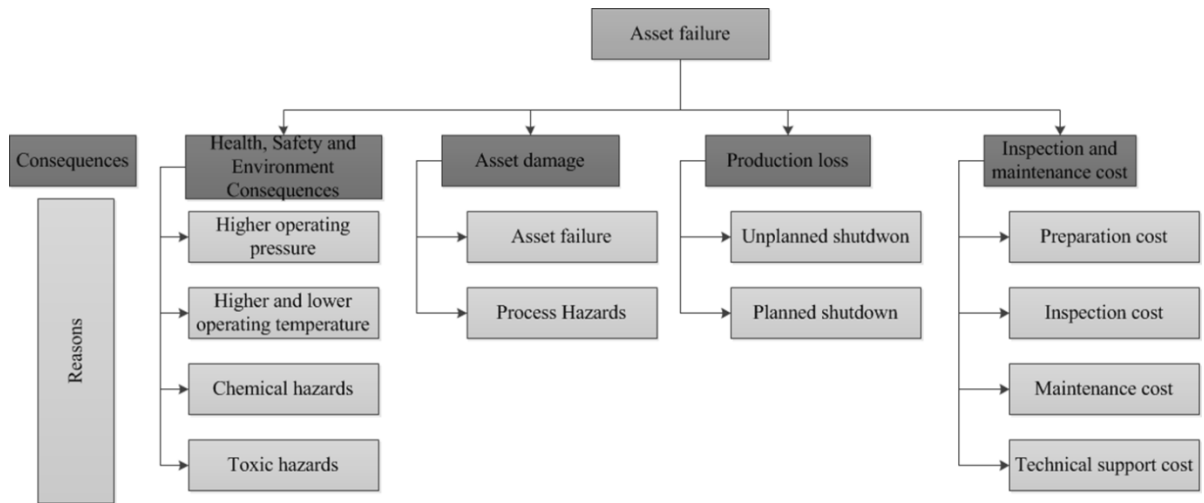 Asset failure
Consequences
Health, Safety and
Environment
Consequences
Asset damage
Production loss
Inspection and
maintenance cost
Reasons
Higher operating
pressure
Higher and lower
operating temperature
Chemical hazards
Toxic hazards
Asset failure
Process Hazards
Unplanned shutdwon
Planned shutdown
Preparation cost
Inspection cost
Maintenance cost
Technical support cost